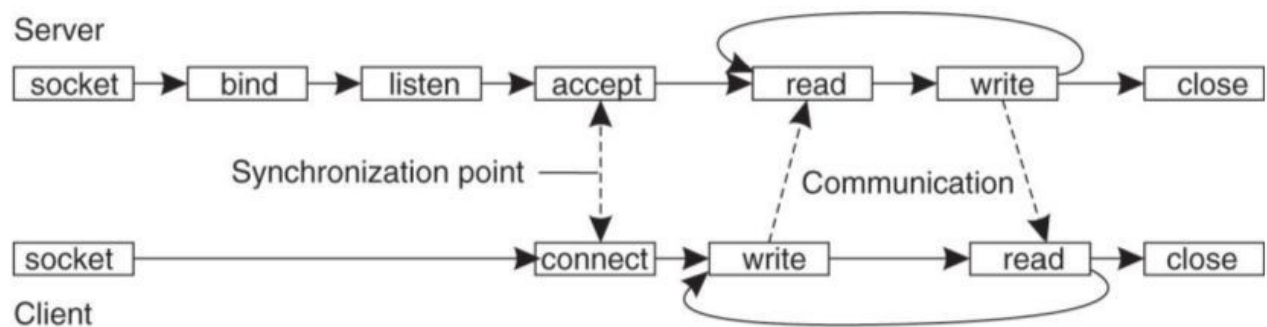 Server
socket bind listen accept read write close
Synchronization point
Communication
socket connect write read close
Client